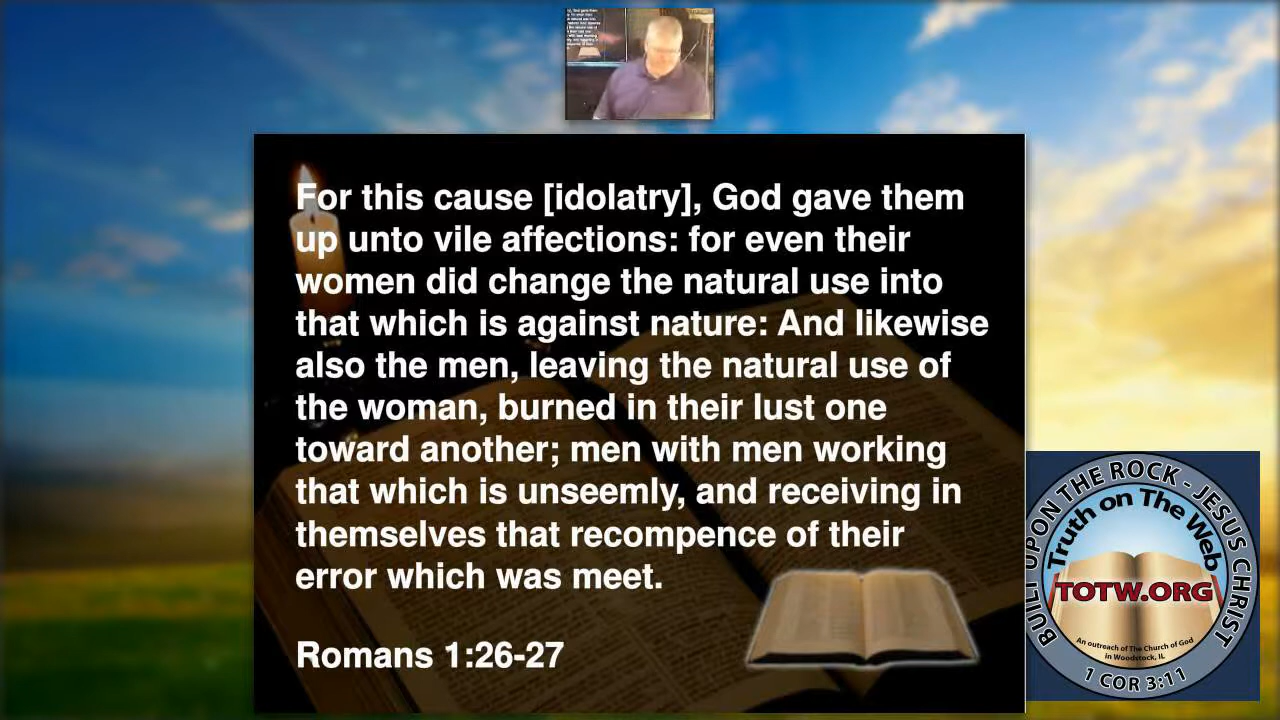 For this cause [idolatry], God gave them
up unto vile affections: for even their
women did change the natural use into
that which is against nature: And likewise
also the men, leaving the natural use of
the woman, burned in their lust one
toward another; men with men working
that which is unseemly, and receiving in
themselves that recompence of their
error which was meet.
Romans 1:26-27
BUILT UPON THE ROCK - JESUS CHRIST
Truth on The Web
TOTW.ORG
An outreach of The Church of God
in Woodstock, IL
1 COR 3:11